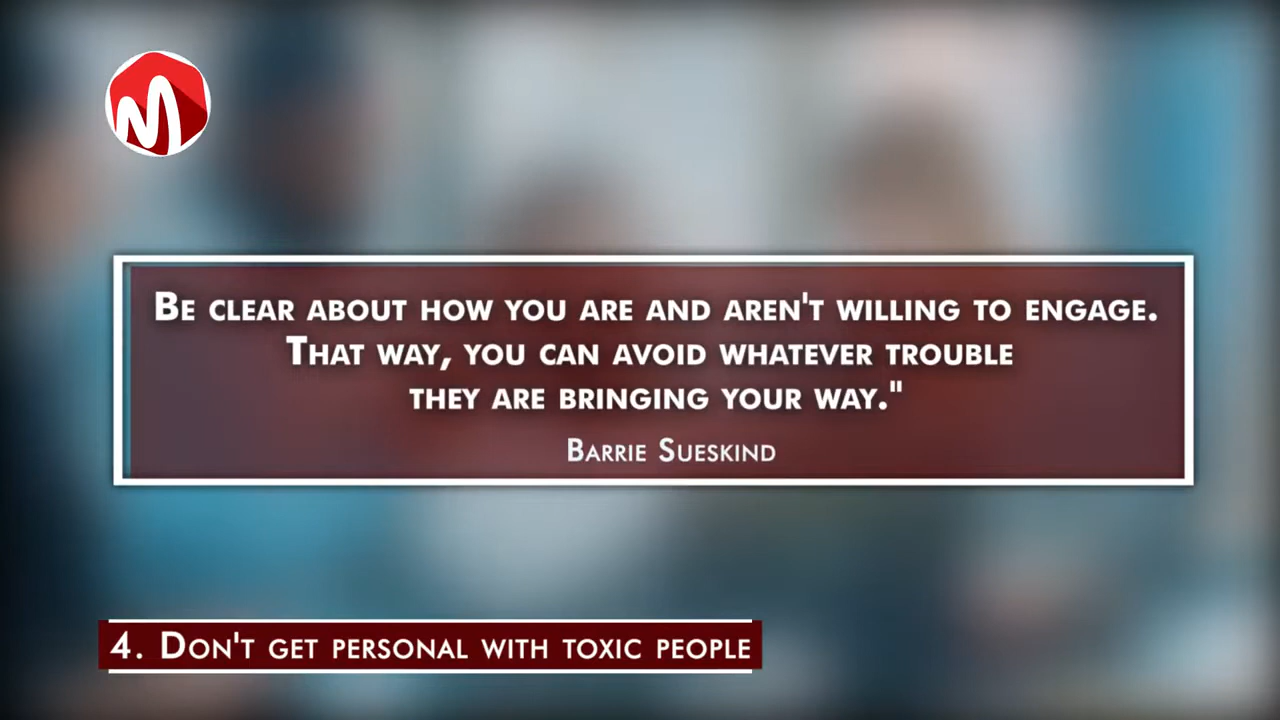 Be clear about how you are and aren't willing to engage.
That way, you can avoid whatever trouble
they are bringing your way."
Barrie Sueskind
4. Don't get personal with toxic people